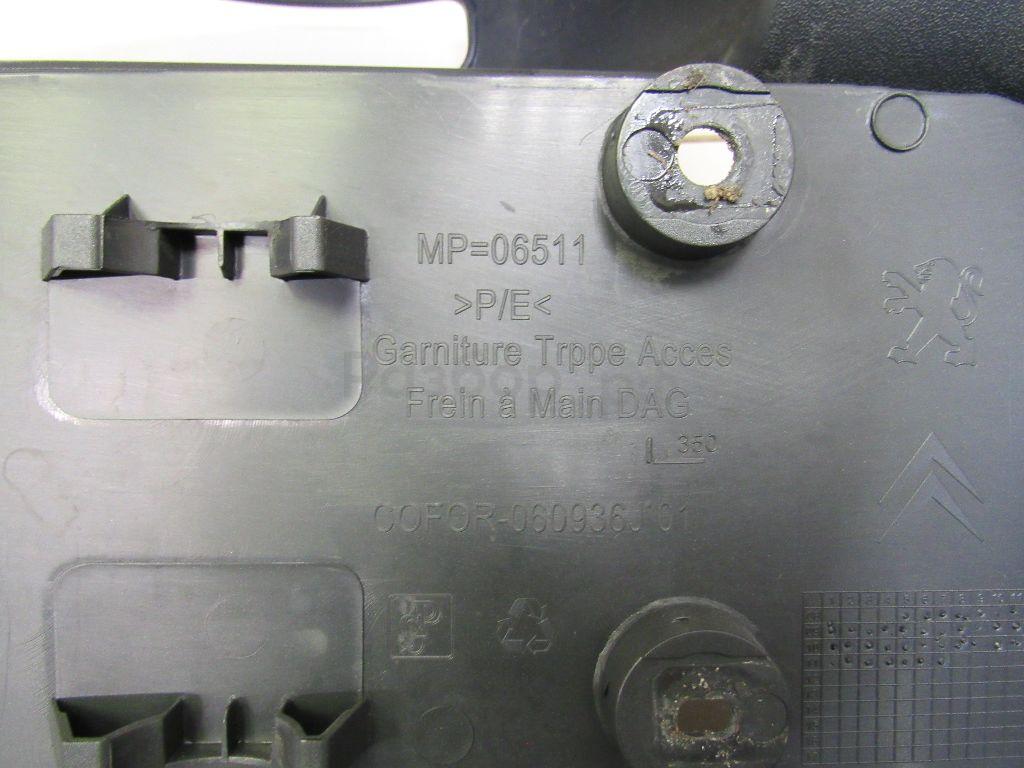 MP=06511
>P/E<
Garniture Trppe Acces
Frein à Main DAG
350
COFOR-060936J 01